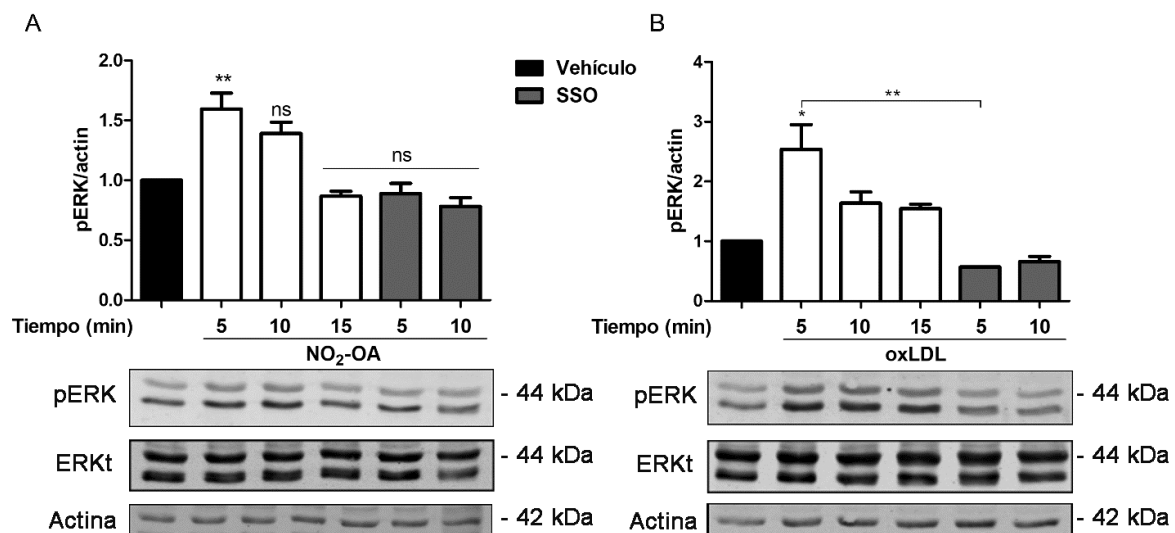 A
2.0
1.5
1.0
0.5
0.0
pERK/actin
**
ns
ns
Tiempo (min)
5 10 15 5 10
NO₂-OA
pERK
- 44 kDa
ERKt
- 44 kDa
Actina
- 42 kDa
Vehículo
SSO
B
4
3
2
1
0
pERK/actin
*
**
Tiempo (min)
5 10 15 5 10
oxLDL
pERK
- 44 kDa
ERKt
- 44 kDa
Actina
- 42 kDa